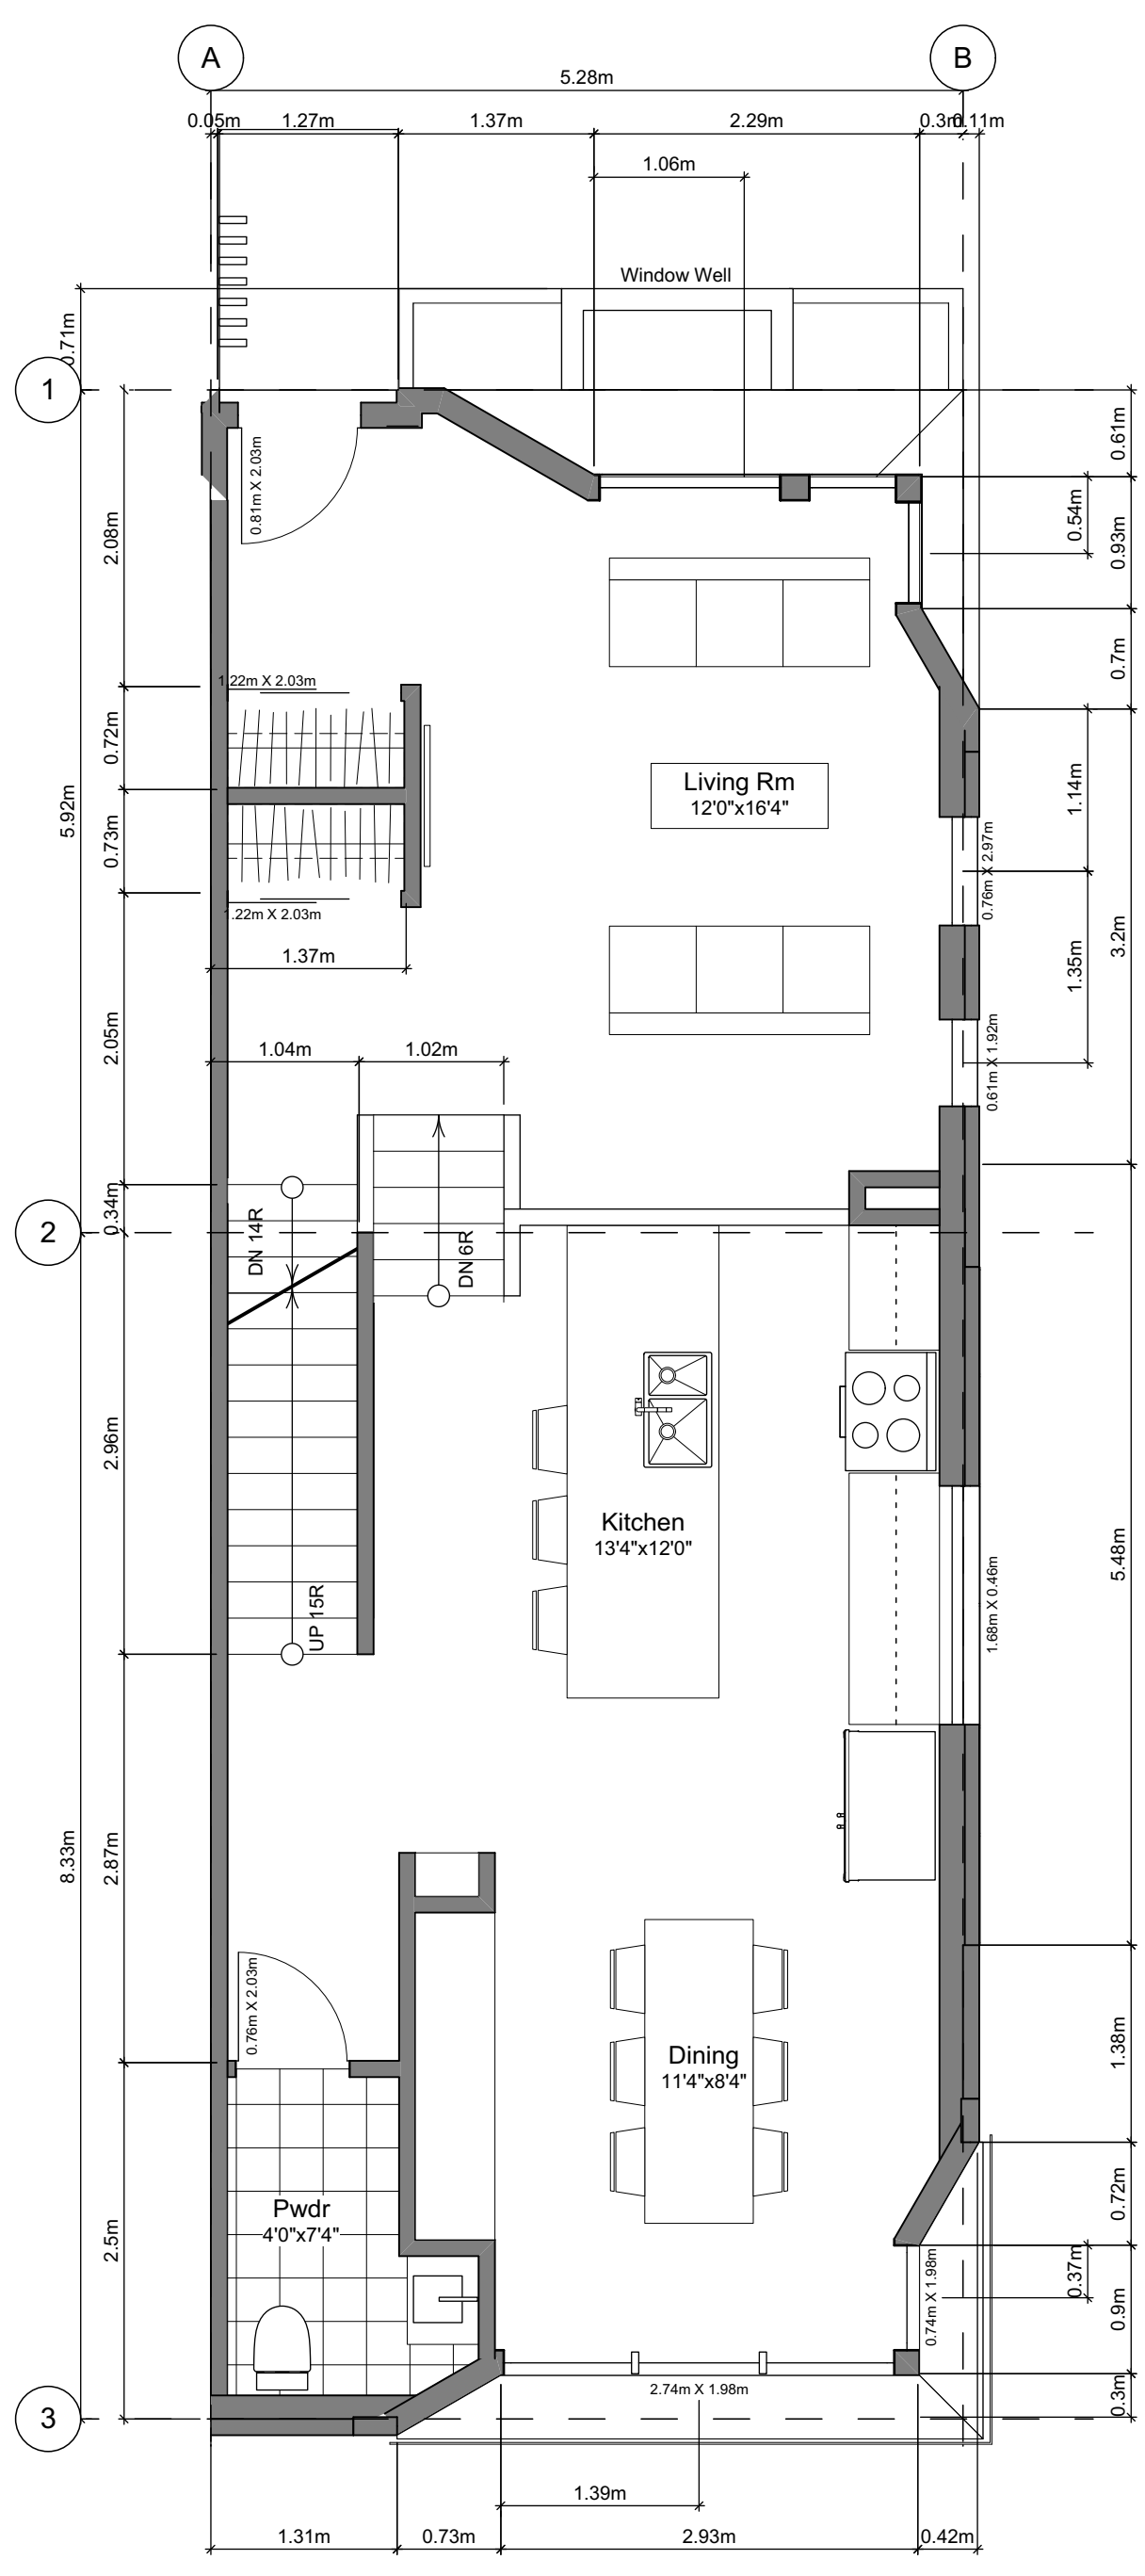 A
B
5.28m
0.05m
1.27m
1.37m
2.29m
0.3m
0.11m
1.06m
Window Well
0.71m
1
0.61m
0.81m X 2.03m
0.54m
0.93m
2.08m
0.7m
1.22m X 2.03m
0.72m
Living Rm
12'0"x16'4"
1.14m
5.92m
0.73m
0.76m X 2.97m
1.22m X 2.03m
3.2m
1.37m
1.35m
2.05m
1.04m
1.02m
0.61m X 1.92m
0.34m
2
DN 14R
DN 6R
2.96m
Kitchen
13'4"x12'0"
5.48m
UP 15R
1.68m X 0.46m
8.33m
2.87m
0.76m X 2.03m
Dining
11'4"x8'4"
1.38m
Pwdr
4'0"x7'4"
2.5m
0.72m
0.37m
0.74m X 1.98m
0.9m
2.74m X 1.98m
0.3m
3
1.39m
1.31m
0.73m
2.93m
0.42m